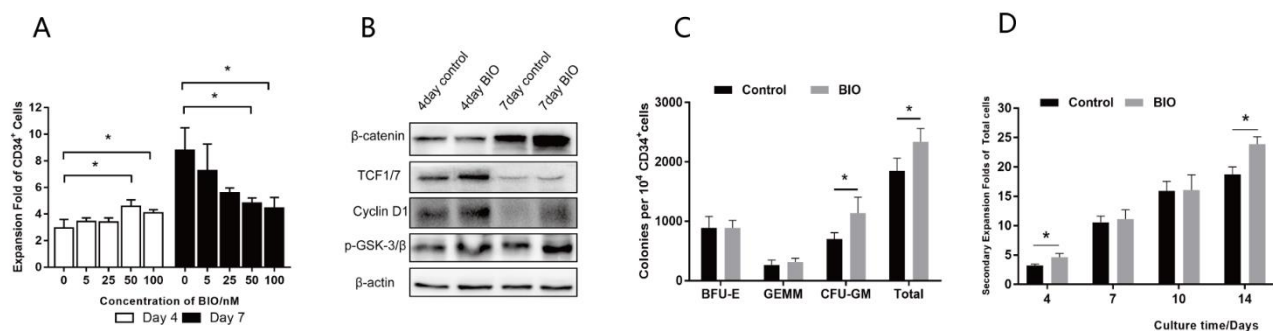 A
Expansion Fold of CD34+ Cells
12
10
8
6
4
2
0
*
*
*
*
0 5 25 50 100 0 5 25 50 100
Concentration of BIO/nM
Day 4 Day 7
B
4day control
4day BIO
7day control
7day BIO
β-catenin
TCF1/7
Cyclin D1
p-GSK-3/β
β-actin
C
Control BIO
Colonies per 10⁴ CD34+cells
3000
2000
1000
0
*
*
BFU-E GEMM CFU-GM Total
D
Control BIO
Secondary Expansion Folds of Total cells
30
25
20
15
10
5
0
*
*
4 7 10 14
Culture time/Days